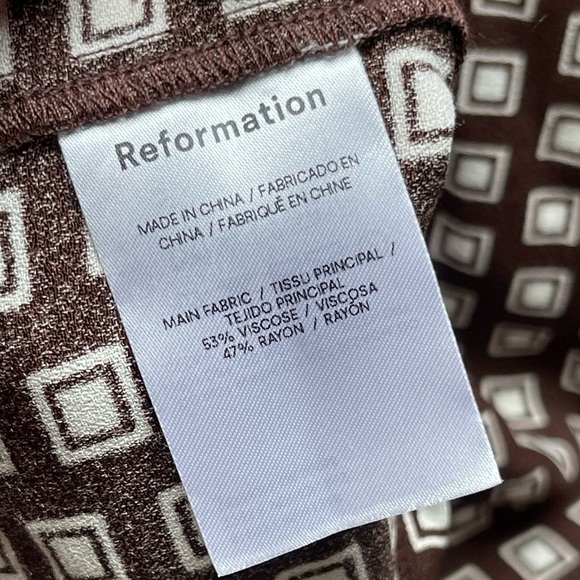 Reformation
MADE IN CHINA / FABRICADO EN
CHINA / FABRIQUÉ EN CHINE
MAIN FABRIC / TISSU PRINCIPAL /
TEJIDO PRINCIPAL
53% VISCOSE / VISCOSA
47% RAYON / RAYÓN